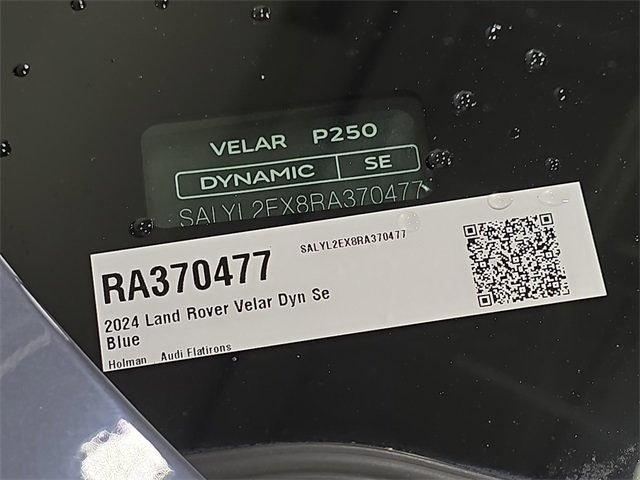 VELAR P250
DYNAMIC SE
SALYL2EX8RA370477
RA370477 SALYL2EX8RA370477
2024 Land Rover Velar Dyn Se
Blue
Holman Audi Flatirons